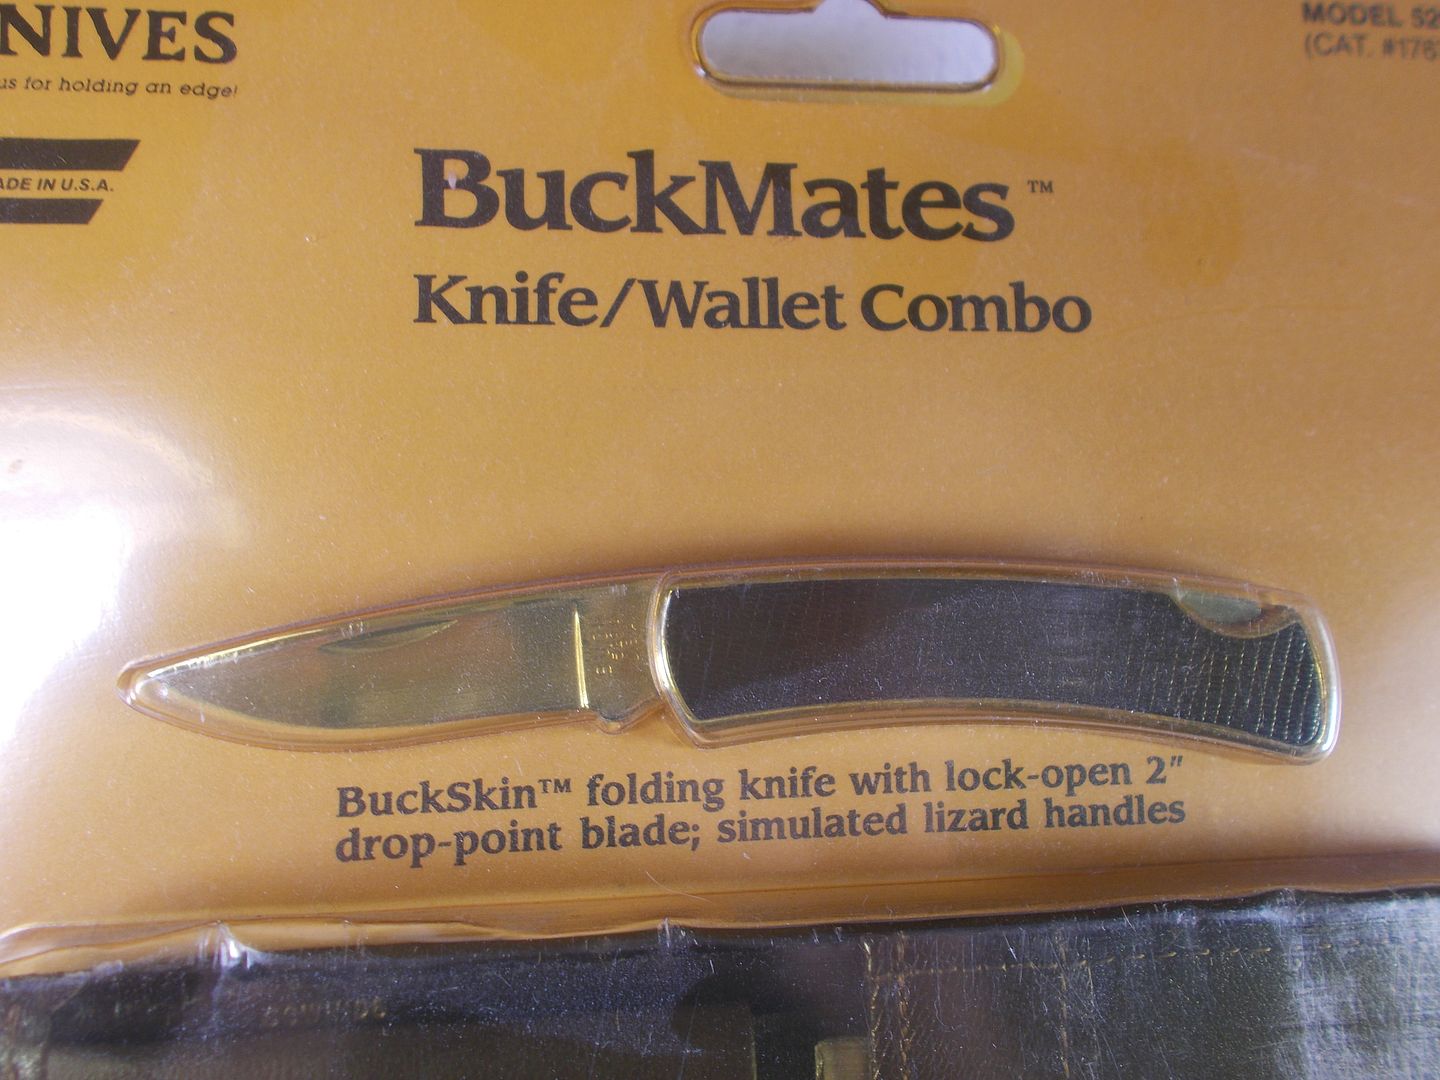 NIVES
us for holding an edge!
ADE IN U.S.A.
MODEL 52
(CAT. #176
BuckMates™
Knife/Wallet Combo
BuckSkin™ folding knife with lock-open 2"
drop-point blade; simulated lizard handles